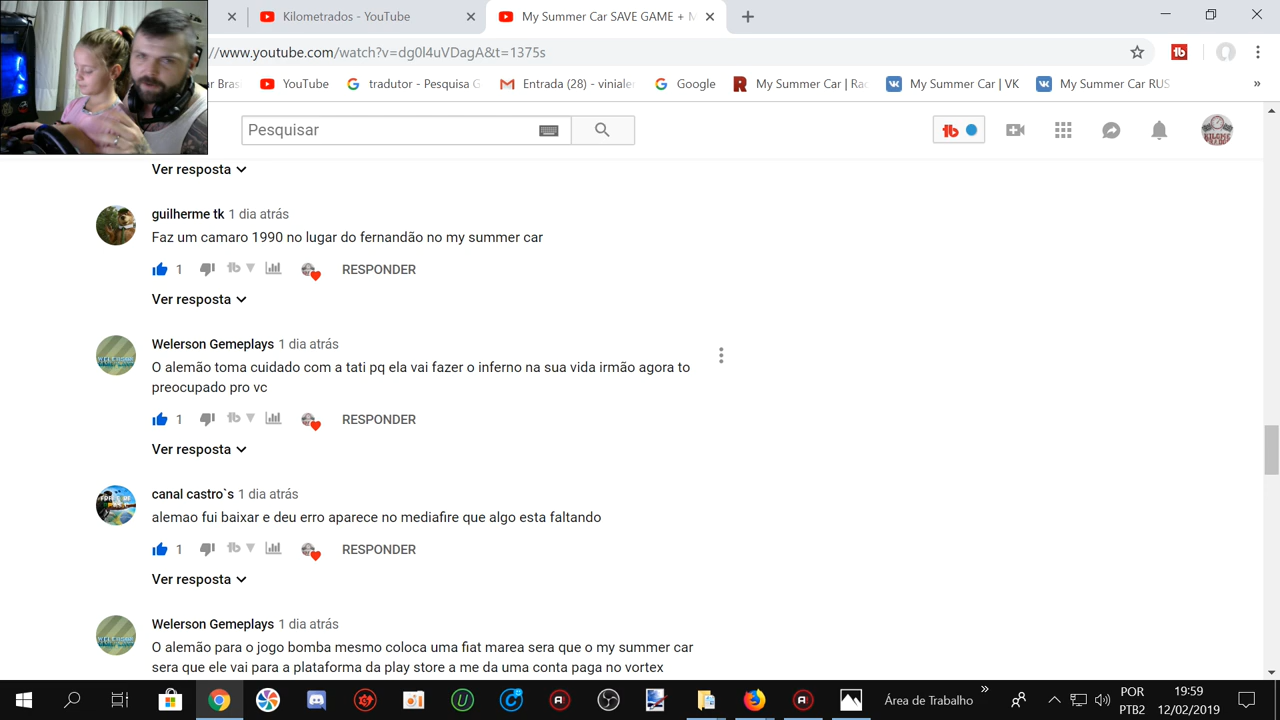 Kilometrados - YouTube
My Summer Car SAVE GAME + M
//www.youtube.com/watch?v=dg0l4uVDagA&t=1375s
r Bras
YouTube
tradutor - Pesquisa G
Entrada (28) - viniale
Google
My Summer Car | Rac
My Summer Car | VK
My Summer Car RUS
»
Pesquisar
Ver resposta
guilherme tk 1 dia atrás
Faz um camaro 1990 no lugar do fernandão no my summer car
1 RESPONDER
Ver resposta
Welerson Gemeplays 1 dia atrás
O alemão toma cuidado com a tati pq ela vai fazer o inferno na sua vida irmão agora to
preocupado pro vc
1 RESPONDER
Ver resposta
canal castro`s 1 dia atrás
alemao fui baixar e deu erro aparece no mediafire que algo esta faltando
1 RESPONDER
Ver resposta
Welerson Gemeplays 1 dia atrás
O alemão para o jogo bomba mesmo coloca uma fiat marea sera que o my summer car
sera que ele vai para a plataforma da play store a me da uma conta paga no vortex
Área de Trabalho
»
POR
PTB2
19:59
12/02/2019